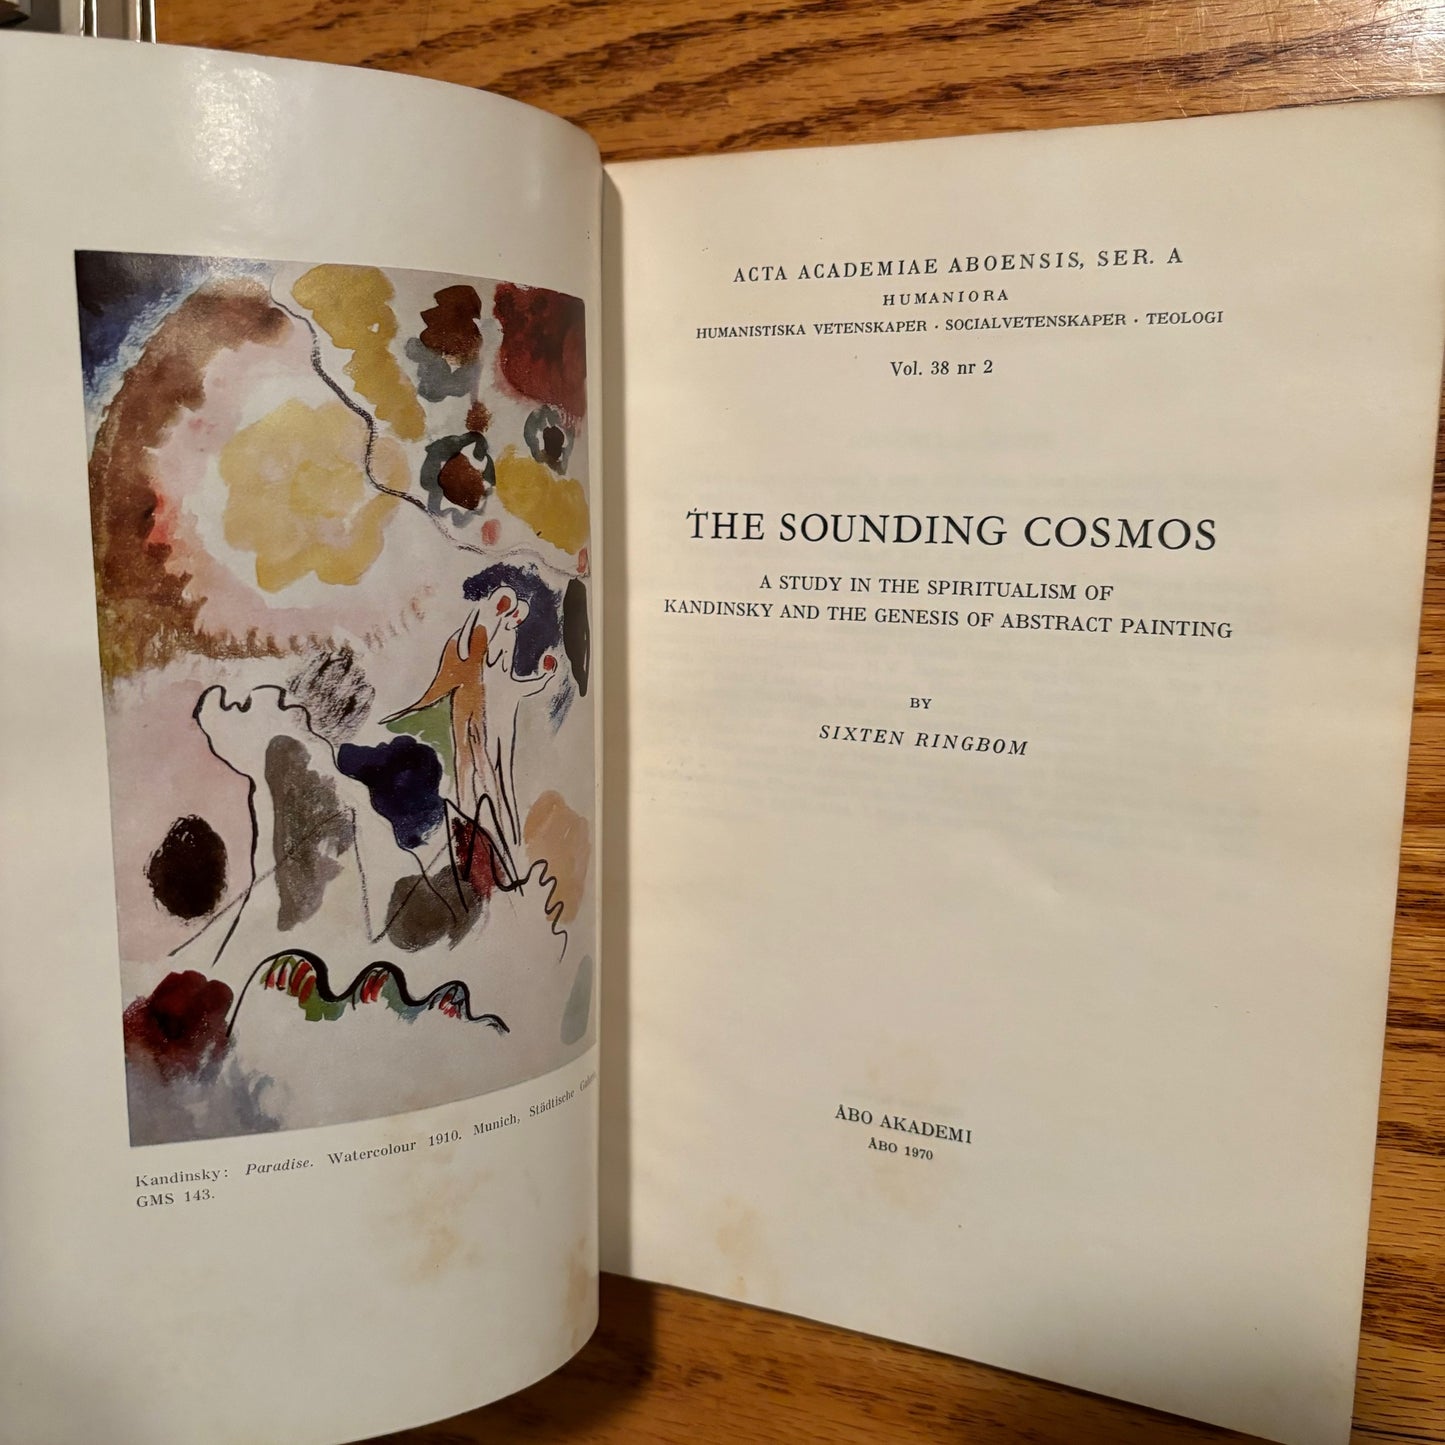 Kandinsky: Paradise. Watercolour 1910. Munich, Städtische
GMS 143.
ACTA ACADEMIAE ABOENSIS, SER. A
HUMANIORA
HUMANISTISKA VETENSKAPER · SOCIALVETENSKAPER · TEOLOGI
Vol. 38 nr 2
THE SOUNDING COSMOS
A STUDY IN THE SPIRITUALISM OF
KANDINSKY AND THE GENESIS OF ABSTRACT PAINTING
BY
SIXTEN RINGBOM
ÅBO AKADEMI
ÅBO 1970